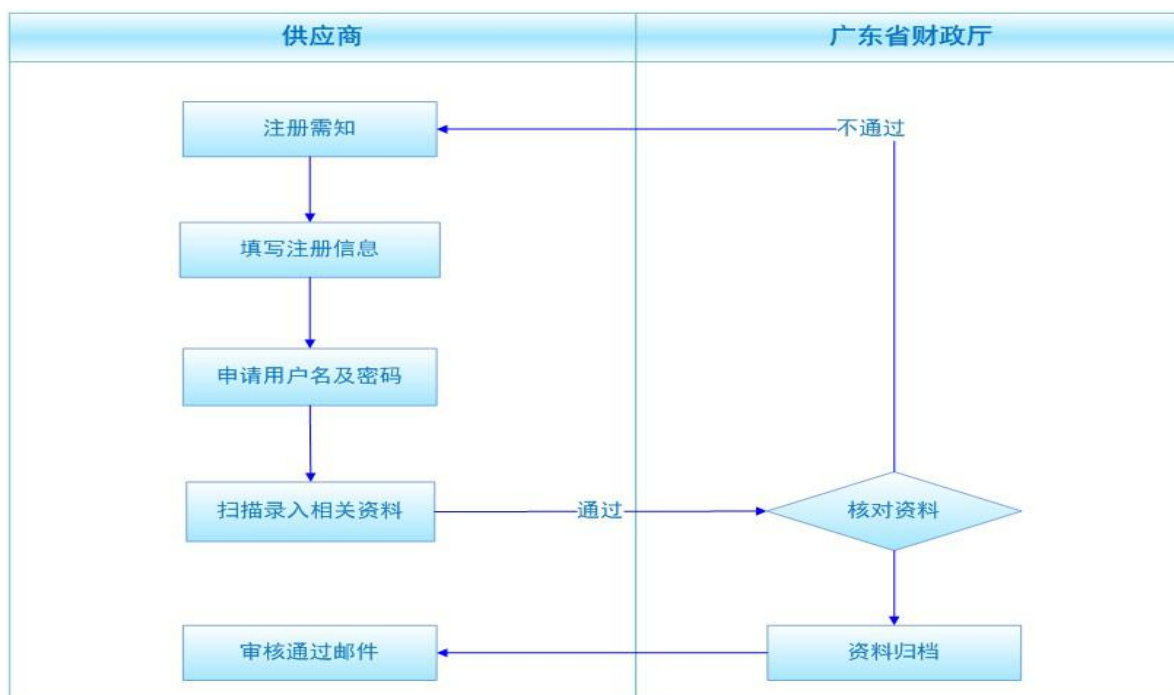 供应商
广东省财政厅
注册需知
不通过
填写注册信息
申请用户名及密码
扫描录入相关资料
通过
核对资料
审核通过邮件
资料归档